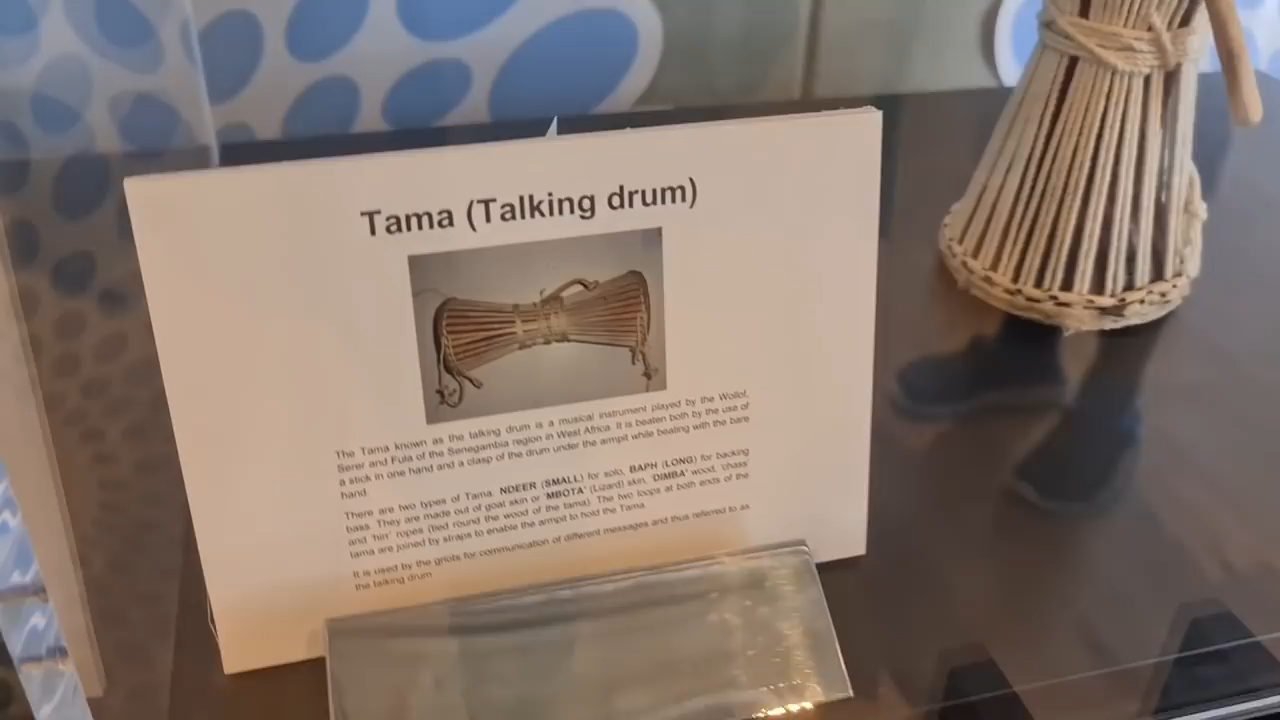 Tama (Talking drum)
The Tama known as the talking drum is a musical instrument played by the Wollof,
Serer and Fula of the Senegambia region in West Africa. It is beaten both by the use of
a stick in one hand and a clasp of the drum under the armpit while beating with the bare
hand.
There are two types of Tama. NDEER (SMALL) for solo, BAPH (LONG) for backing
bass. They are made out of goat skin or 'MBOTA' (Lizard) skin, 'DIMBA' wood, 'chass'
and 'hin' ropes (tied round the wood of the tama). The two loops at both ends of the
tama are joined by straps to enable the armpit to hold the Tama.
It is used by the griots for communication of different messages and thus referred to as
the talking drum